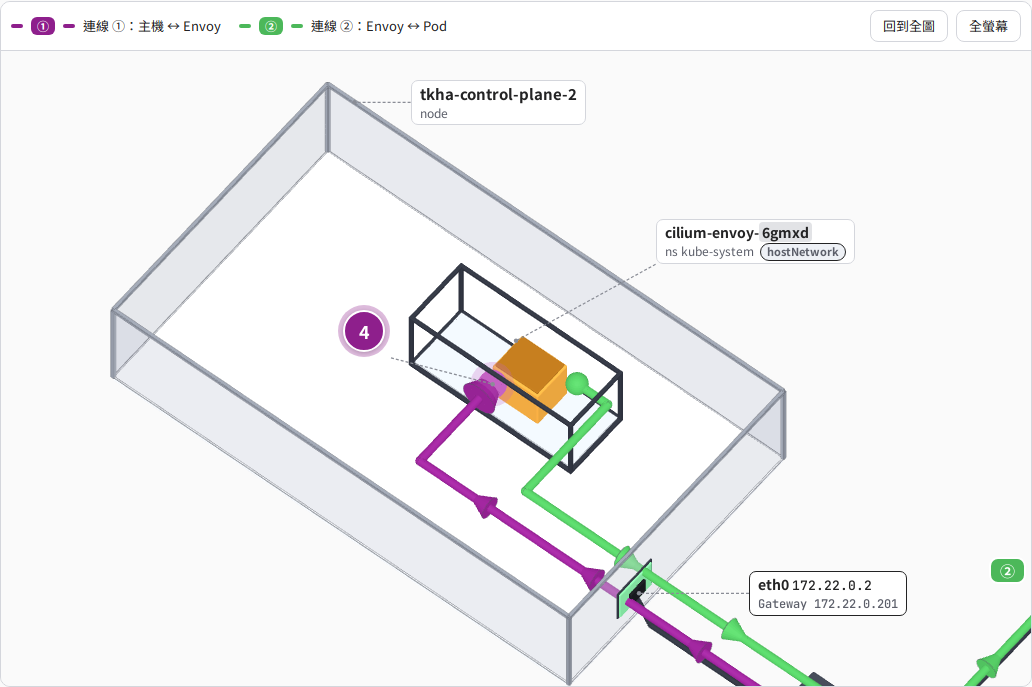 ① 連線 ①：主機 ↔ Envoy
② 連線 ②：Envoy ↔ Pod
回到全圖
全螢幕
tkha-control-plane-2
node
cilium-envoy-6gmxd
ns kube-system hostNetwork
4
②
eth0 172.22.0.2
Gateway 172.22.0.201